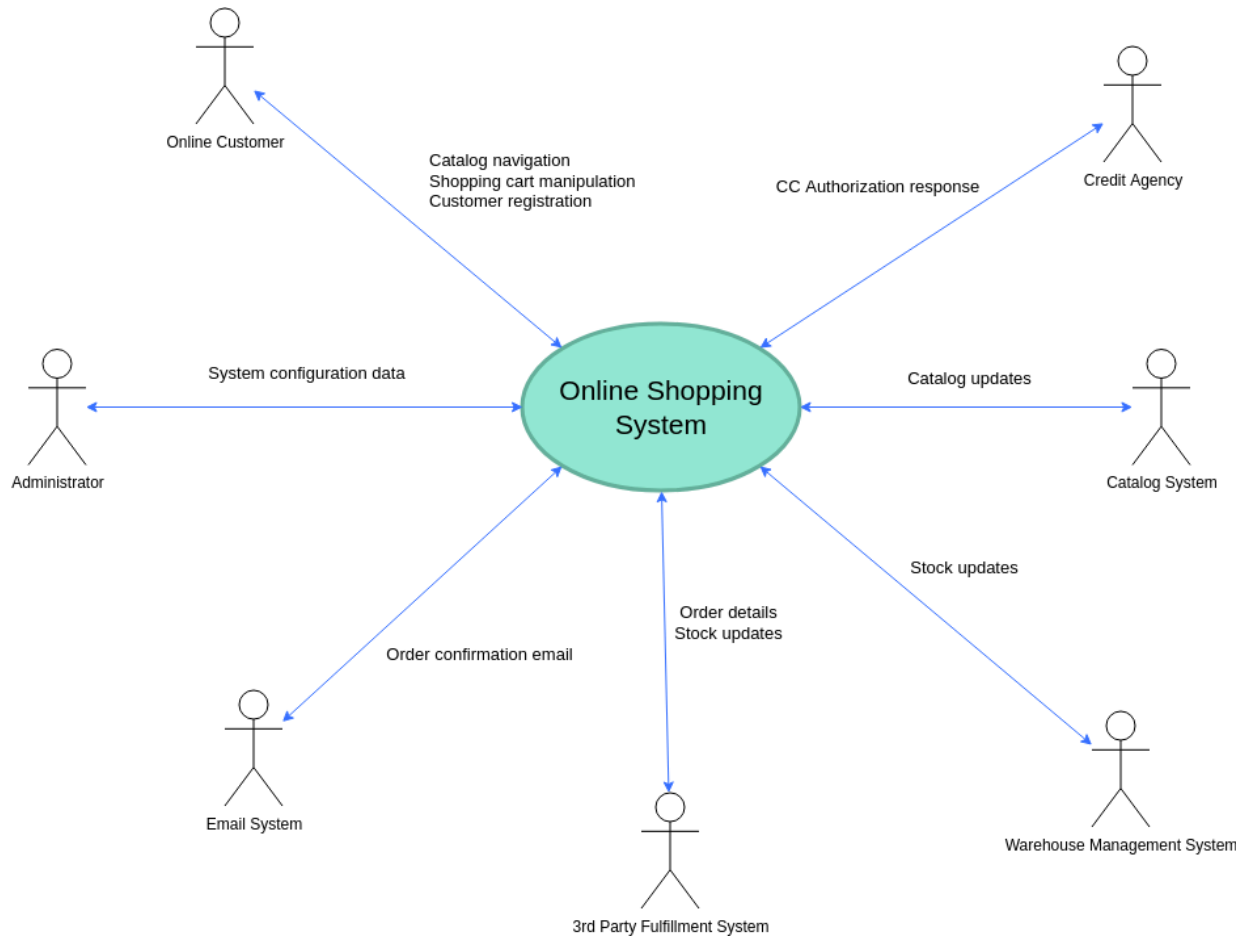 Online Customer
Catalog navigation
Shopping cart manipulation
Customer registration
CC Authorization response
Credit Agency
System configuration data
Administrator
Online Shopping
System
Catalog updates
Catalog System
Stock updates
Order details
Stock updates
Order confirmation email
Email System
3rd Party Fulfillment System
Warehouse Management System